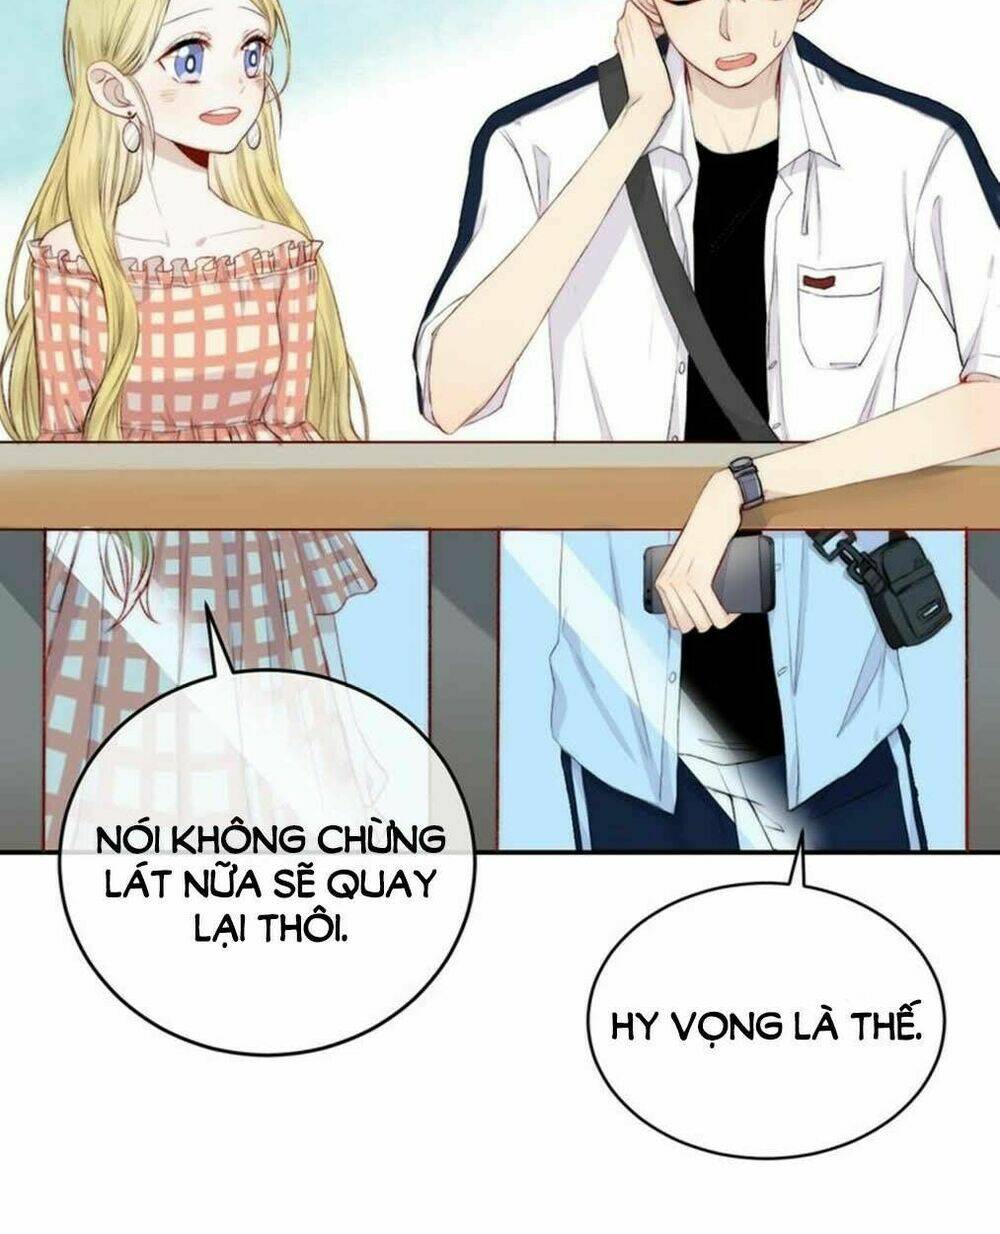 NÓI KHÔNG CHỪNG
LÁT NỮA SẼ QUAY
LẠI THÔI.
HY VỌNG LÀ THẾ.